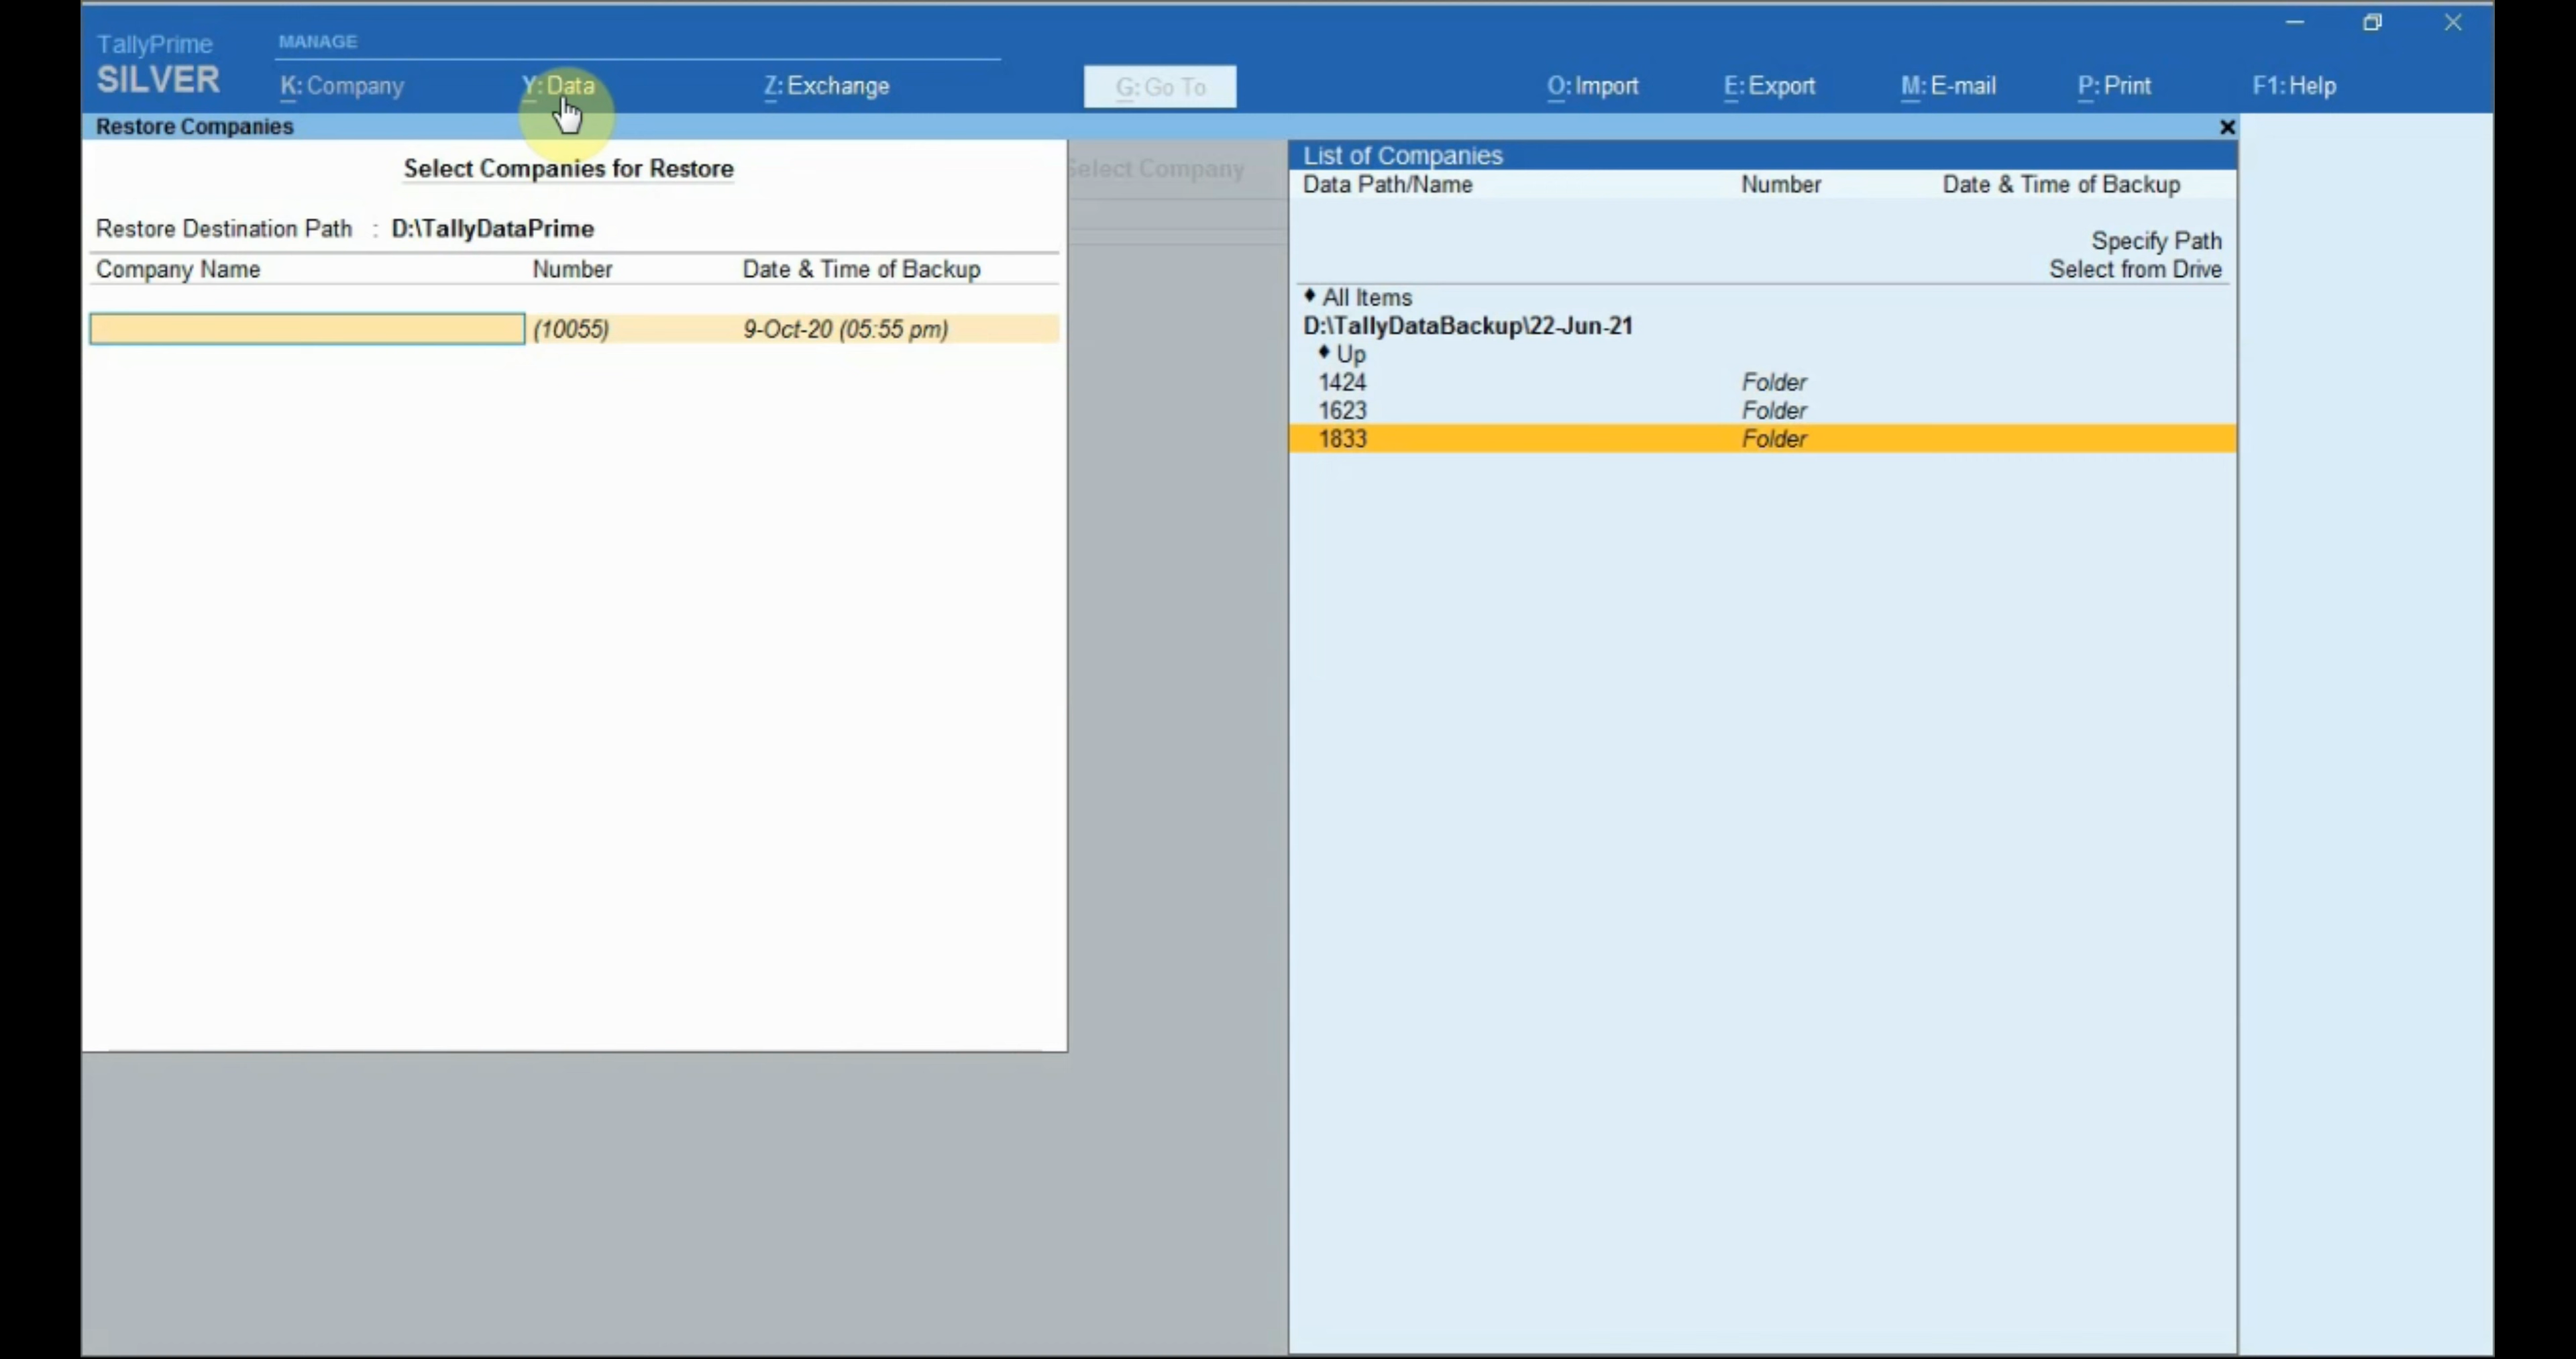 TallyPrime
SILVER
MANAGE
K: Company
Y: Data
Z: Exchange
G: Go To
O: Import
E: Export
M: E-mail
P: Print
F1: Help
Restore Companies
Select Companies for Restore
Restore Destination Path : D:\TallyDataPrime
Company Name Number Date & Time of Backup
(10055) 9-Oct-20 (05:55 pm)
Select Company
List of Companies
Data Path/Name Number Date & Time of Backup
Specify Path
Select from Drive
♦ All Items
D:\TallyDataBackup\22-Jun-21
♦ Up
1424 Folder
1623 Folder
1833 Folder